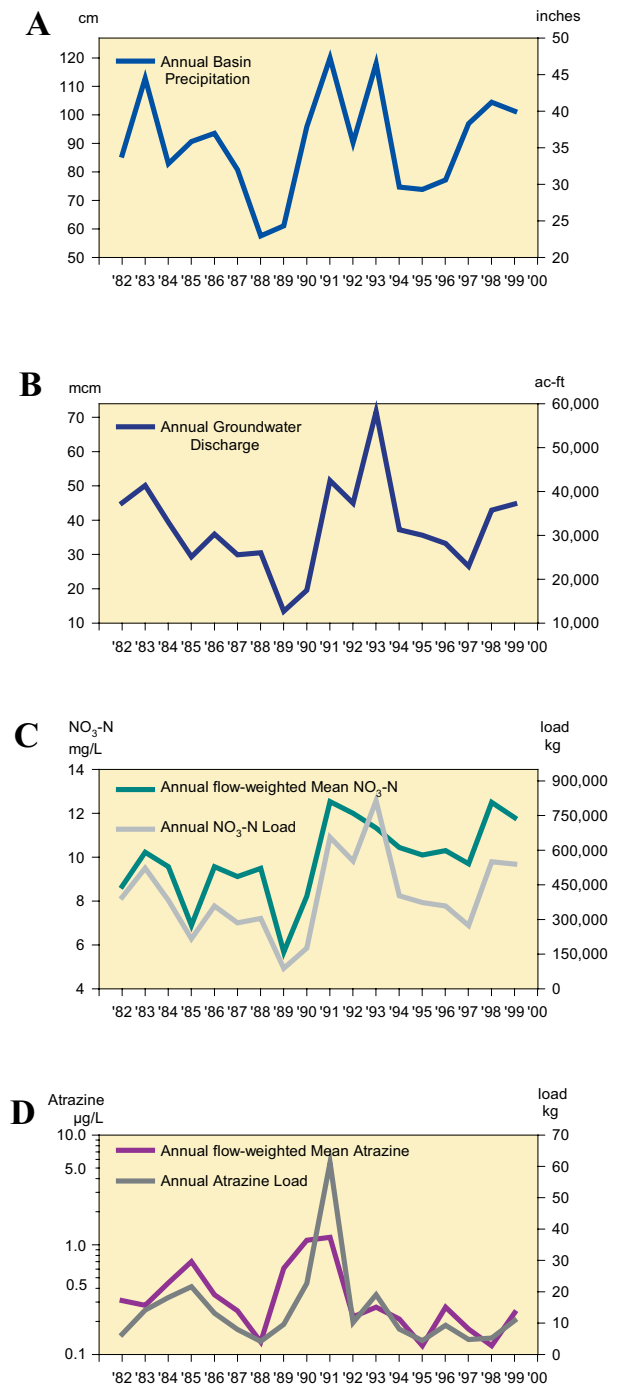 A
cm
inches
Annual Basin
Precipitation
120
110
100
90
80
70
60
50
50
45
40
35
30
25
20
'82 '83 '84 '85 '86 '87 '88 '89 '90 '91 '92 '93 '94 '95 '96 '97 '98 '99 '00
B
mcm
ac-ft
Annual Groundwater
Discharge
70
60
50
40
30
20
10
60,000
50,000
40,000
30,000
20,000
10,000
'82 '83 '84 '85 '86 '87 '88 '89 '90 '91 '92 '93 '94 '95 '96 '97 '98 '99 '00
C
NO₃-N
mg/L
load
kg
Annual flow-weighted Mean NO₃-N
Annual NO₃-N Load
14
12
10
8
6
4
900,000
750,000
600,000
450,000
300,000
150,000
0
'82 '83 '84 '85 '86 '87 '88 '89 '90 '91 '92 '93 '94 '95 '96 '97 '98 '99 '00
D
Atrazine
µg/L
load
kg
Annual flow-weighted Mean Atrazine
Annual Atrazine Load
10.0
5.0
1.0
0.5
0.1
70
60
50
40
30
20
10
0
'82 '83 '84 '85 '86 '87 '88 '89 '90 '91 '92 '93 '94 '95 '96 '97 '98 '99 '00